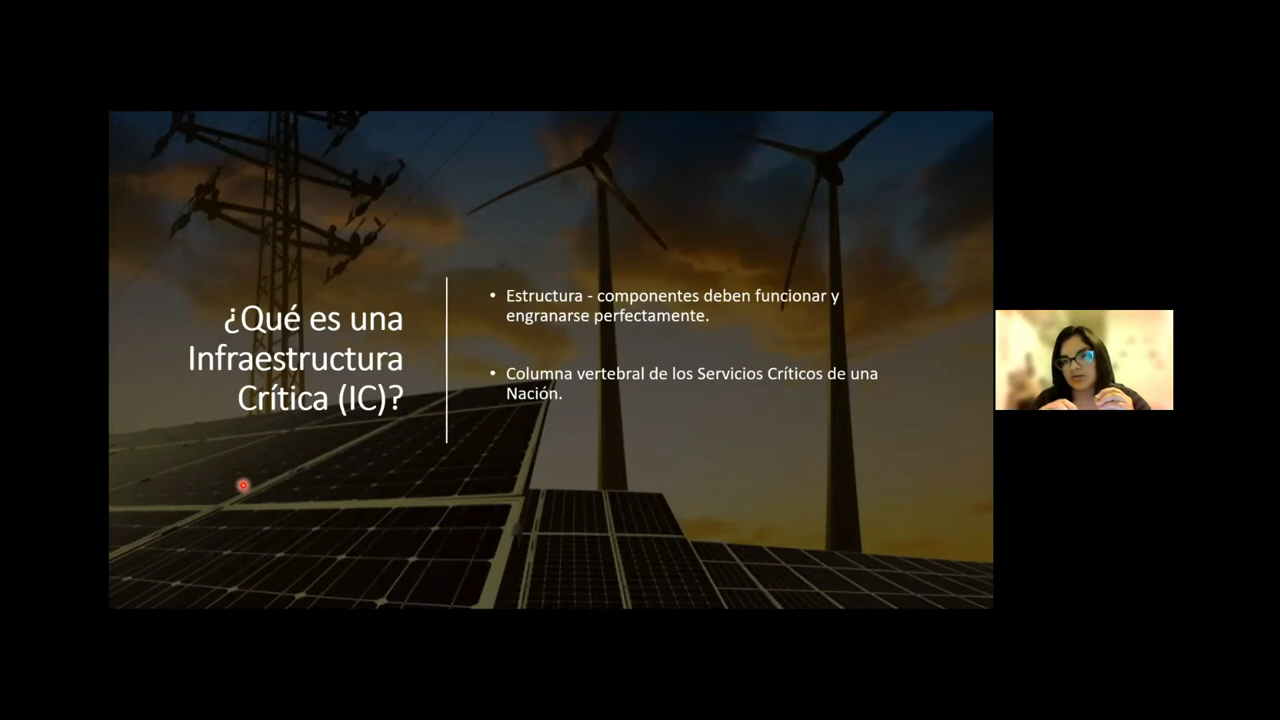 ¿Qué es una
Infraestructura
Crítica (IC)?
• Estructura - componentes deben funcionar y
engranarse perfectamente.
• Columna vertebral de los Servicios Críticos de una
Nación.